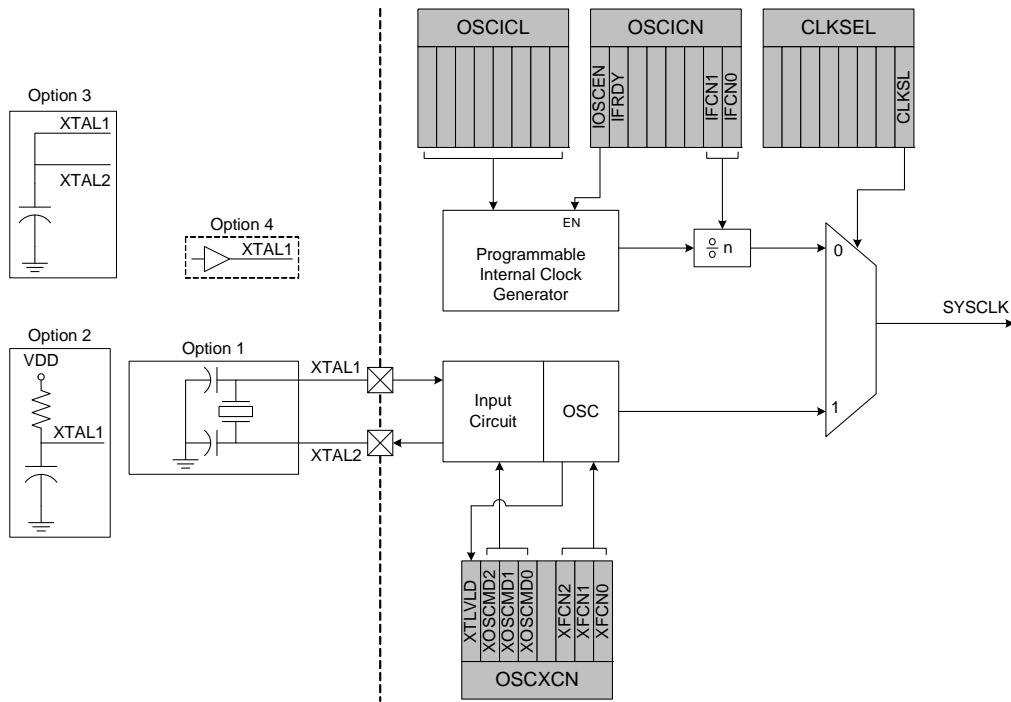 OSCICL
OSCICN
CLKSEL
IOSCEN
IFRDY
IFCN1
IFCN0
CLKSL
Option 3
XTAL1
XTAL2
Option 4
XTAL1
EN
Programmable
Internal Clock
Generator
n
0
SYSCLK
Option 2
VDD
XTAL1
Option 1
XTAL1
XTAL2
Input
Circuit
OSC
1
XTLVLD
XOSCMD2
XOSCMD1
XOSCMD0
XFCN2
XFCN1
XFCN0
OSCXCN